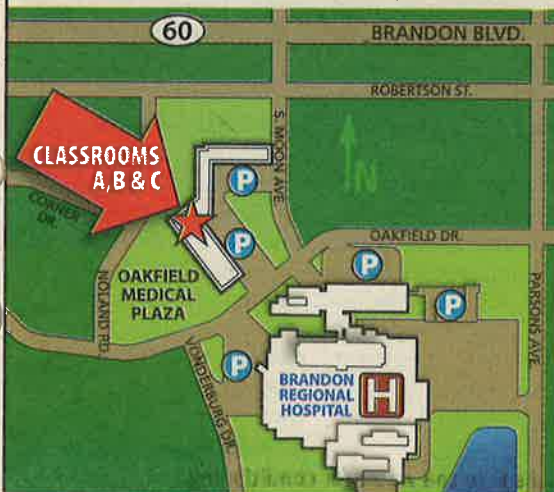 60
BRANDON BLVD.
ROBERTSON ST.
S. MOON AVE
CLASSROOMS
A, B & C
P
N
CORNER
DR.
P
OAKFIELD DR.
OAKFIELD
MEDICAL
PLAZA
NOLAND RD.
P
P
PARSONS AVE
VONDERBURG DR.
P
BRANDON
REGIONAL
HOSPITAL
H